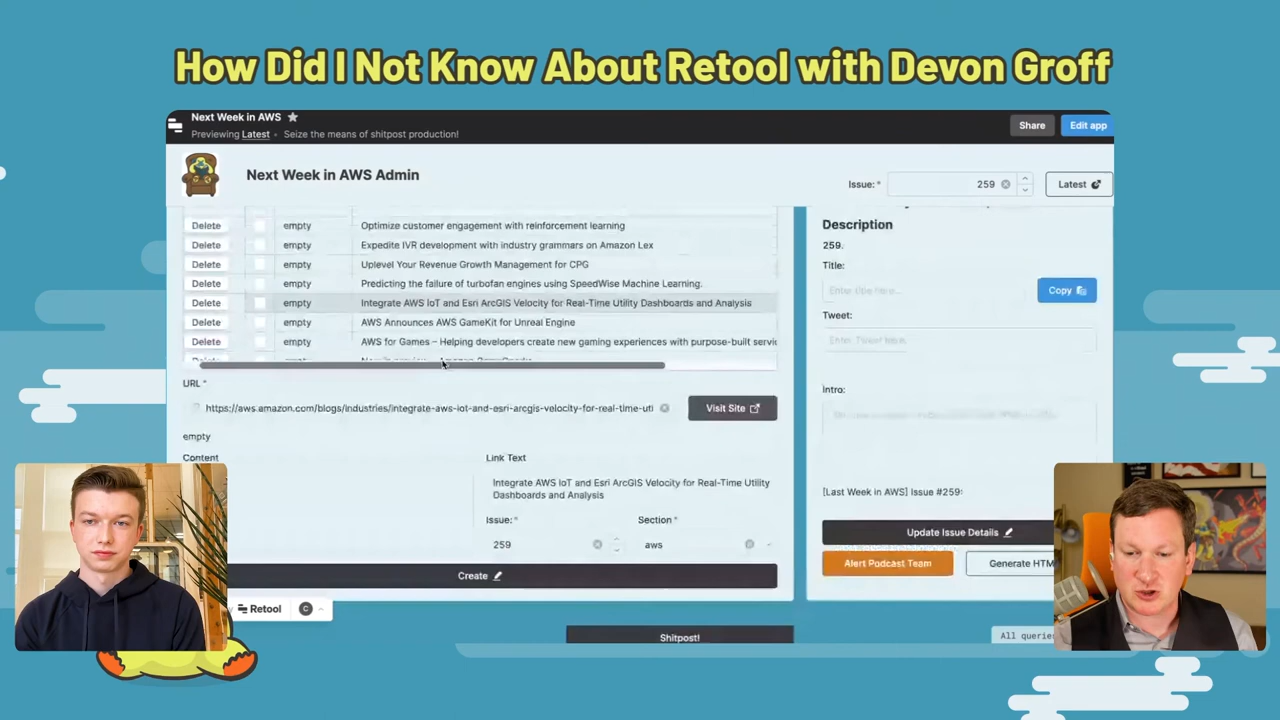 How Did I Not Know About Retool with Devon Groff
Next Week in AWS
Previewing Latest • Seize the means of shitpost production!
Share
Edit app
Next Week in AWS Admin
Issue: *
259
Latest
Delete empty Optimize customer engagement with reinforcement learning
Delete empty Expedite IVR development with industry grammars on Amazon Lex
Delete empty Uplevel Your Revenue Growth Management for CPG
Delete empty Predicting the failure of turbofan engines using SpeedWise Machine Learning.
Delete empty Integrate AWS IoT and Esri ArcGIS Velocity for Real-Time Utility Dashboards and Analysis
Delete empty AWS Announces AWS GameKit for Unreal Engine
Delete empty AWS for Games – Helping developers create new gaming experiences with purpose-built servic
URL *
https://aws.amazon.com/blogs/industries/integrate-aws-iot-and-esri-arcgis-velocity-for-real-time-uti
Visit Site
empty
Content
Link Text
Integrate AWS IoT and Esri ArcGIS Velocity for Real-Time Utility
Dashboards and Analysis
Issue: *
Section *
259
aws
Create
Description
259.
Title:
Enter title here...
Copy
Tweet:
Enter Tweet here.
Intro:
[Last Week in AWS] Issue #259:
Update Issue Details
Alert Podcast Team
Generate HTM
Retool
C
Shitpost!
All querie